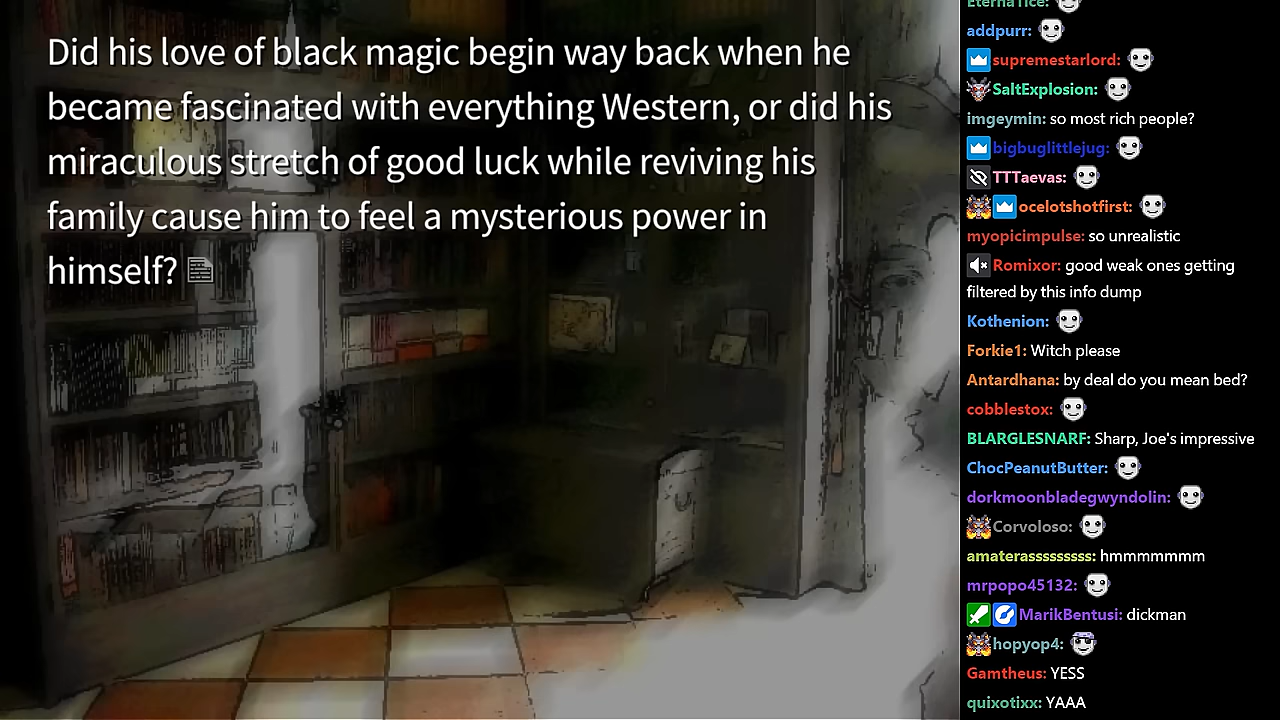 Did his love of black magic begin way back when he
became fascinated with everything Western, or did his
miraculous stretch of good luck while reviving his
family cause him to feel a mysterious power in
himself?
EternaTice:
addpurr:
supremestarlord:
SaltExplosion:
imgeymin: so most rich people?
bigbuglittlejug:
TTTaevas:
ocelotshotfirst:
myopicimpulse: so unrealistic
Romixor: good weak ones getting
filtered by this info dump
Kothenion:
Forkie1: Witch please
Antardhana: by deal do you mean bed?
cobblestox:
BLARGLESNARF: Sharp, Joe's impressive
ChocPeanutButter:
dorkmoonbladegwyndolin:
Corvoloso:
amaterasssssssss: hmmmmmmm
mrpopo45132:
MarikBentusi: dickman
hopyop4:
Gamtheus: YESS
quixotixx: YAAA